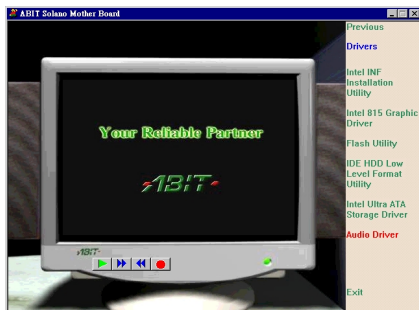 ABIT Solano Mother Board
Previous
Drivers
Intel INF
Installation
Utility
Intel 815 Graphic
Driver
Flash Utility
IDE HDD Low
Level Format
Utility
Intel Ultra ATA
Storage Driver
Audio Driver
Exit
Your Reliable Partner
ABIT
ABIT